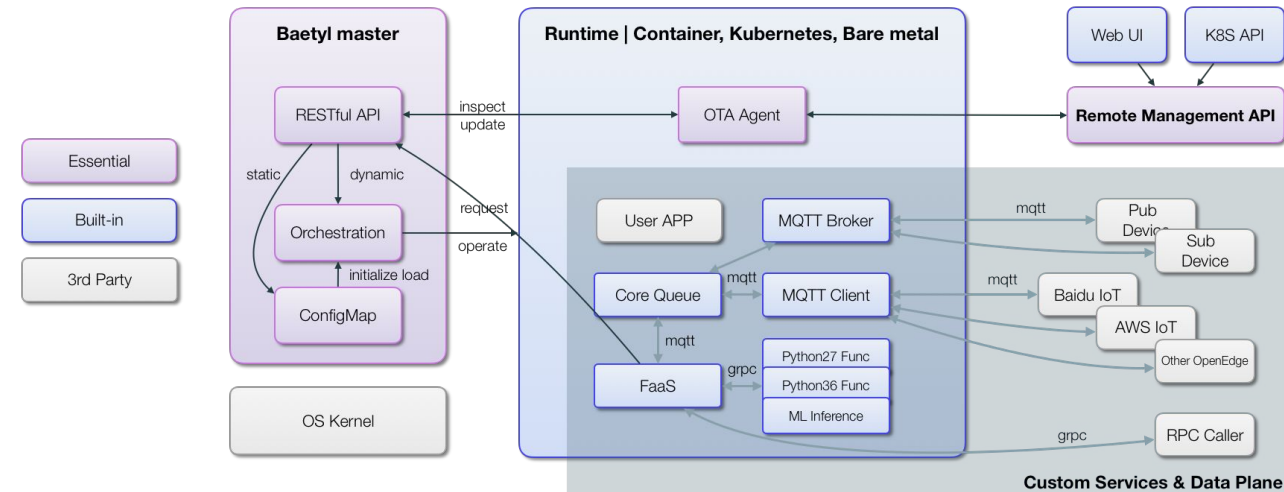 Baetyl master
Runtime | Container, Kubernetes, Bare metal
Web UI
K8S API
RESTful API
inspect
update
OTA Agent
Remote Management API
Essential
Built-in
3rd Party
static
dynamic
request
Orchestration
operate
initialize load
ConfigMap
OS Kernel
User APP
MQTT Broker
mqtt
Pub
Device
Sub
Device
Core Queue
mqtt
MQTT Client
mqtt
Baidu IoT
AWS IoT
Other OpenEdge
mqtt
FaaS
grpc
Python27 Func
Python36 Func
ML Inference
grpc
RPC Caller
Custom Services & Data Plane